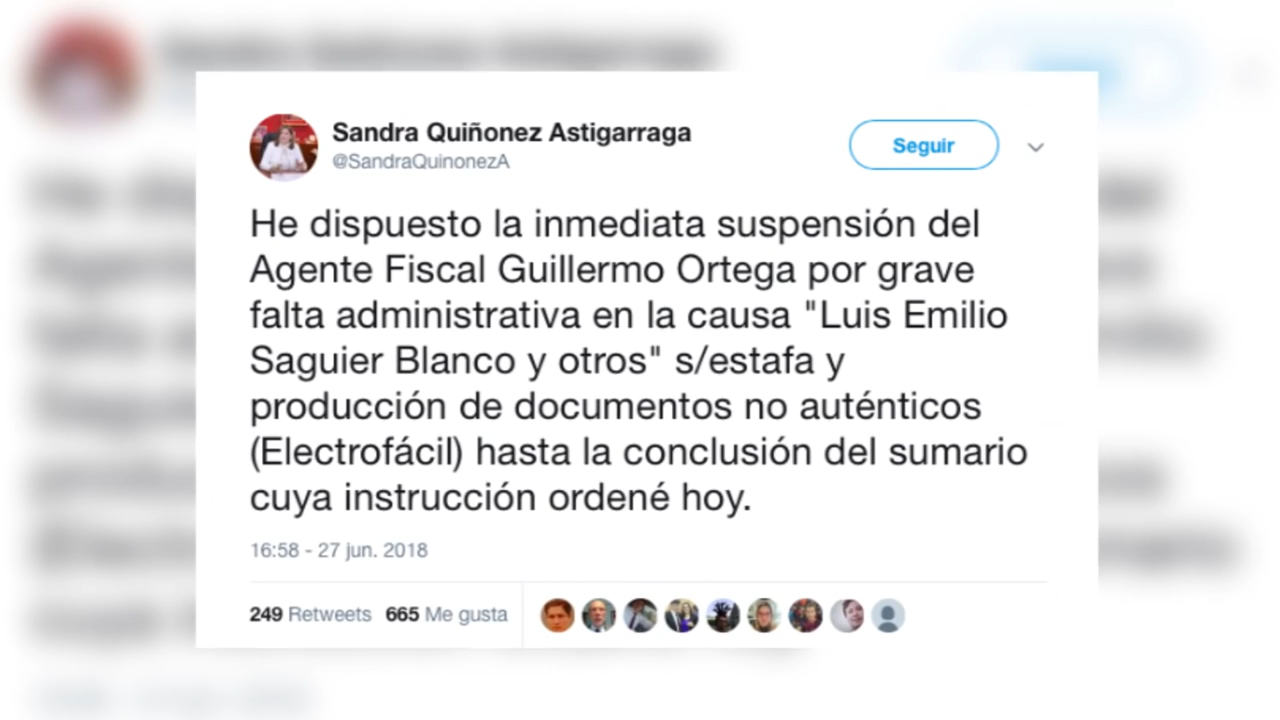 Sandra Quiñonez Astigarraga
@SandraQuinonezA
Seguir
He dispuesto la inmediata suspensión del
Agente Fiscal Guillermo Ortega por grave
falta administrativa en la causa "Luis Emilio
Saguier Blanco y otros" s/estafa y
producción de documentos no auténticos
(Electrofácil) hasta la conclusión del sumario
cuya instrucción ordené hoy.
16:58 - 27 jun. 2018
249 Retweets 665 Me gusta